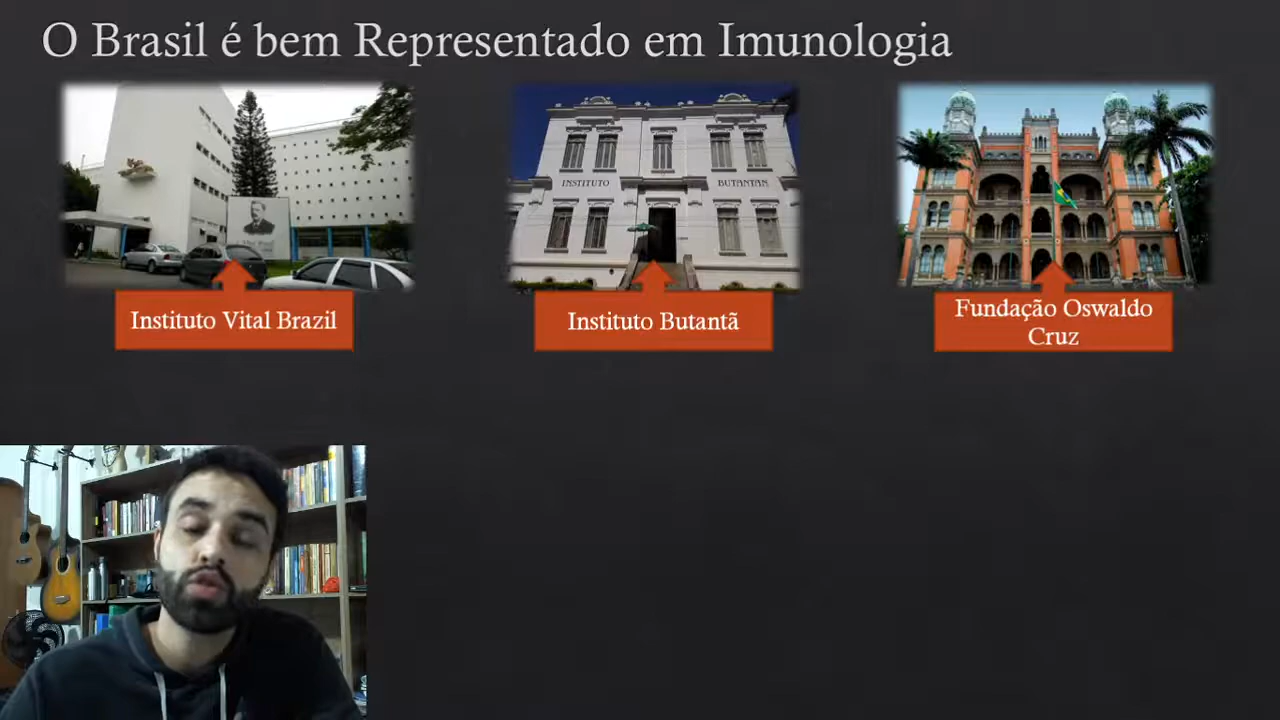 O Brasil é bem Representado em Imunologia
INSTITUTO BUTANTAN
Instituto Vital Brazil
Instituto Butantã
Fundação Oswaldo
Cruz